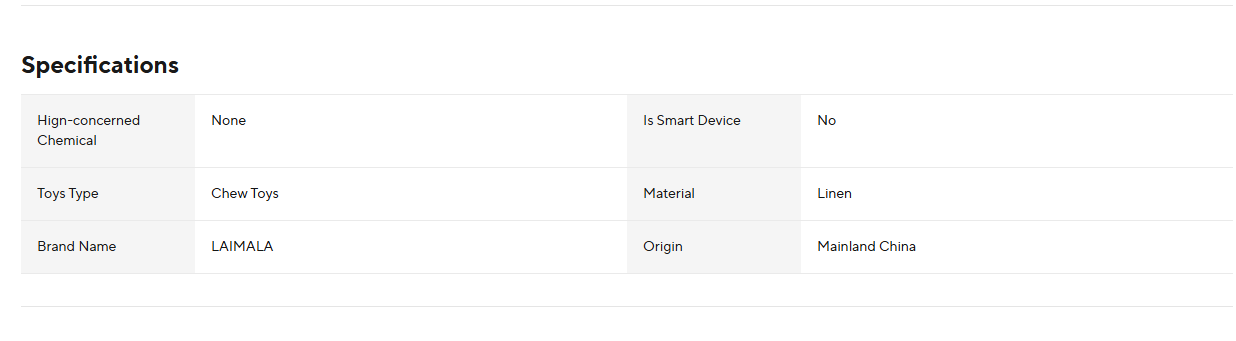 Specifications
Hign-concerned
Chemical
None
Is Smart Device
No
Toys Type
Chew Toys
Material
Linen
Brand Name
LAIMALA
Origin
Mainland China